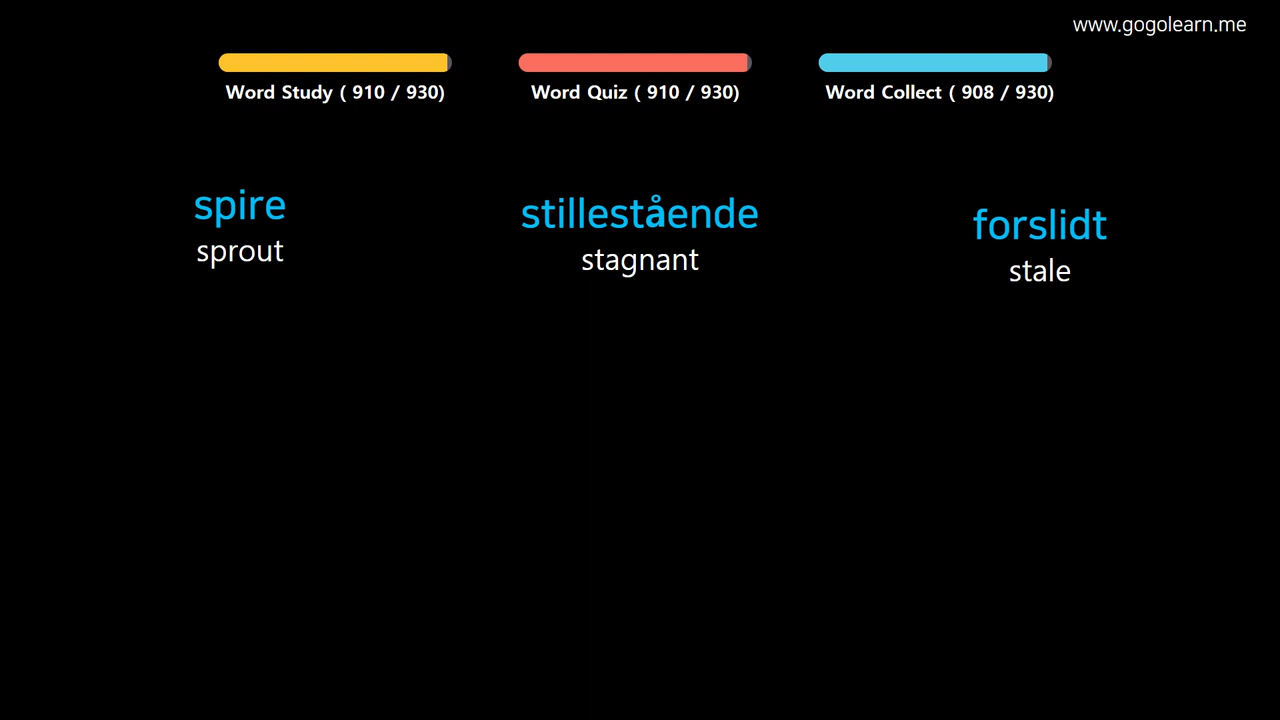 www.gogolearn.me
Word Study ( 910 / 930)
Word Quiz ( 910 / 930)
Word Collect ( 908 / 930)
spire
sprout
stillestående
stagnant
forslidt
stale